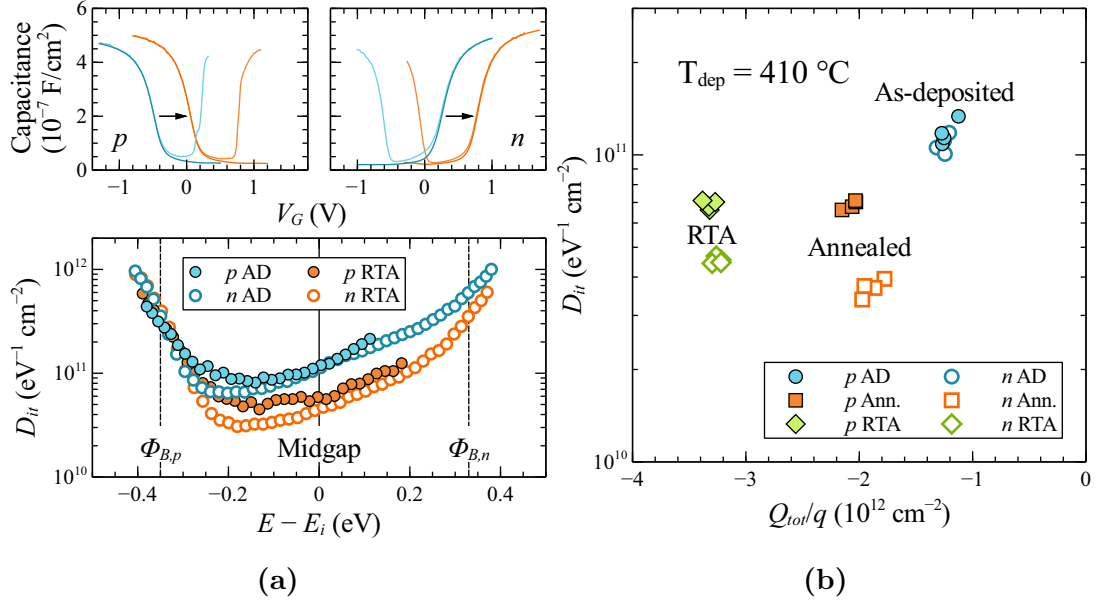 (a)
Capacitance
(10⁻⁷ F/cm²)
6
4
2
0
p
n
−1 0 1
−1 0 1
V_G (V)
D_it (eV⁻¹ cm⁻²)
10¹²
10¹¹
10¹⁰
p AD
p RTA
n AD
n RTA
Φ_B,p
Midgap
Φ_B,n
−0.4 −0.2 0 0.2 0.4
E − E_i (eV)
(a)
(b)
D_it (eV⁻¹ cm⁻²)
10¹¹
10¹⁰
T_dep = 410 °C
As-deposited
RTA
Annealed
p AD
n AD
p Ann.
n Ann.
p RTA
n RTA
−4 −3 −2 −1 0
Q_tot/q (10¹² cm⁻²)
(b)